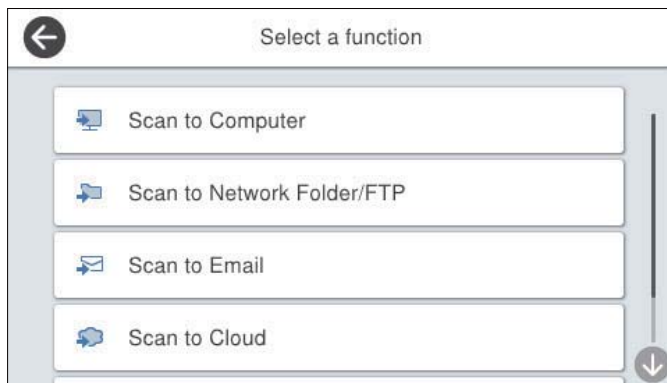 Select a function
Scan to Computer
Scan to Network Folder/FTP
Scan to Email
Scan to Cloud